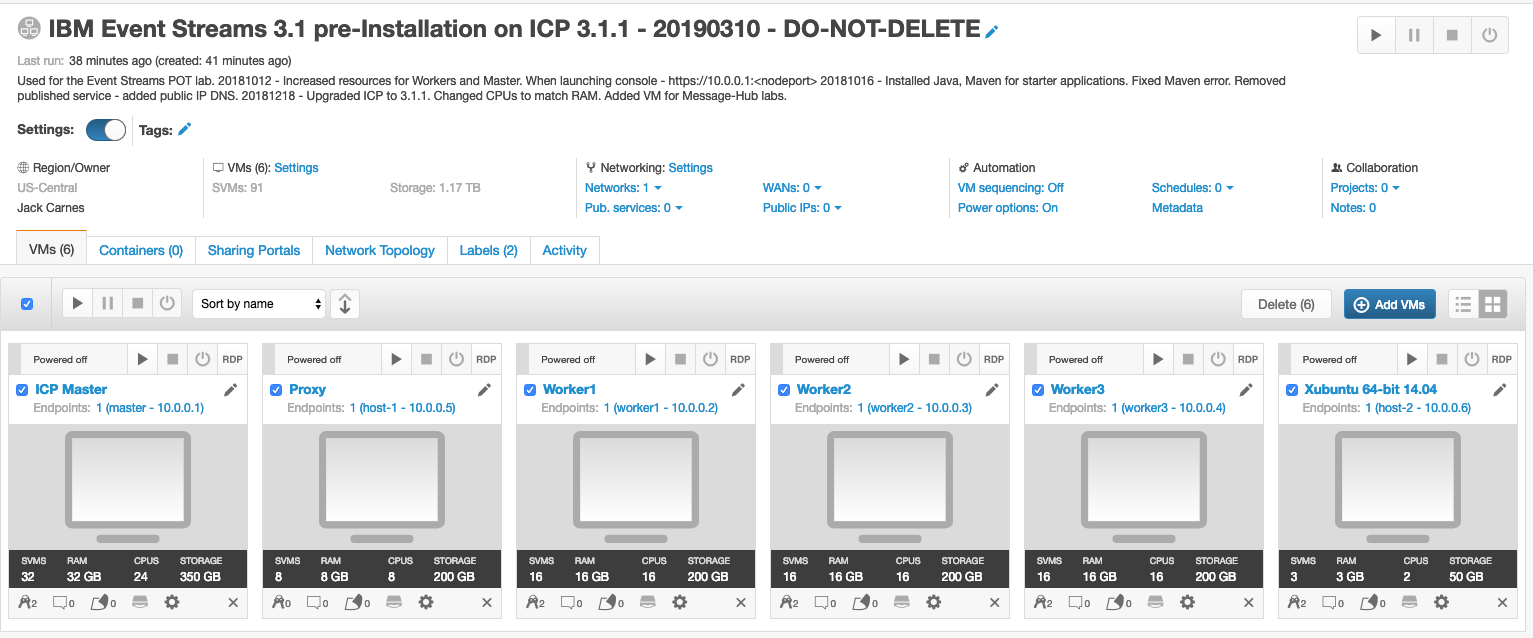 IBM Event Streams 3.1 pre-Installation on ICP 3.1.1 - 20190310 - DO-NOT-DELETE
Last run: 38 minutes ago (created: 41 minutes ago)
Used for the Event Streams POT lab. 20181012 - Increased resources for Workers and Master. When launching console - https://10.0.0.1:<nodeport> 20181016 - Installed Java, Maven for starter applications. Fixed Maven error. Removed
published service - added public IP DNS. 20181218 - Upgraded ICP to 3.1.1. Changed CPUs to match RAM. Added VM for Message-Hub labs.
Settings: Tags:
Region/Owner
US-Central
Jack Carnes
VMs (6): Settings
SVMs: 91 Storage: 1.17 TB
Networking: Settings
Networks: 1 WANs: 0
Pub. services: 0 Public IPs: 0
Automation
VM sequencing: Off Schedules: 0
Power options: On Metadata
Collaboration
Projects: 0
Notes: 0
VMs (6) Containers (0) Sharing Portals Network Topology Labels (2) Activity
Sort by name Delete (6) Add VMs
Powered off RDP
ICP Master
Endpoints: 1 (master - 10.0.0.1)
SVMS RAM CPUS STORAGE
32 32 GB 24 350 GB
2 0 0
Powered off RDP
Proxy
Endpoints: 1 (host-1 - 10.0.0.5)
SVMS RAM CPUS STORAGE
8 8 GB 8 200 GB
0 0 0
Powered off RDP
Worker1
Endpoints: 1 (worker1 - 10.0.0.2)
SVMS RAM CPUS STORAGE
16 16 GB 16 200 GB
2 0 0
Powered off RDP
Worker2
Endpoints: 1 (worker2 - 10.0.0.3)
SVMS RAM CPUS STORAGE
16 16 GB 16 200 GB
2 0 0
Powered off RDP
Worker3
Endpoints: 1 (worker3 - 10.0.0.4)
SVMS RAM CPUS STORAGE
16 16 GB 16 200 GB
2 0 0
Powered off RDP
Xubuntu 64-bit 14.04
Endpoints: 1 (host-2 - 10.0.0.6)
SVMS RAM CPUS STORAGE
3 3 GB 2 50 GB
2 0 0